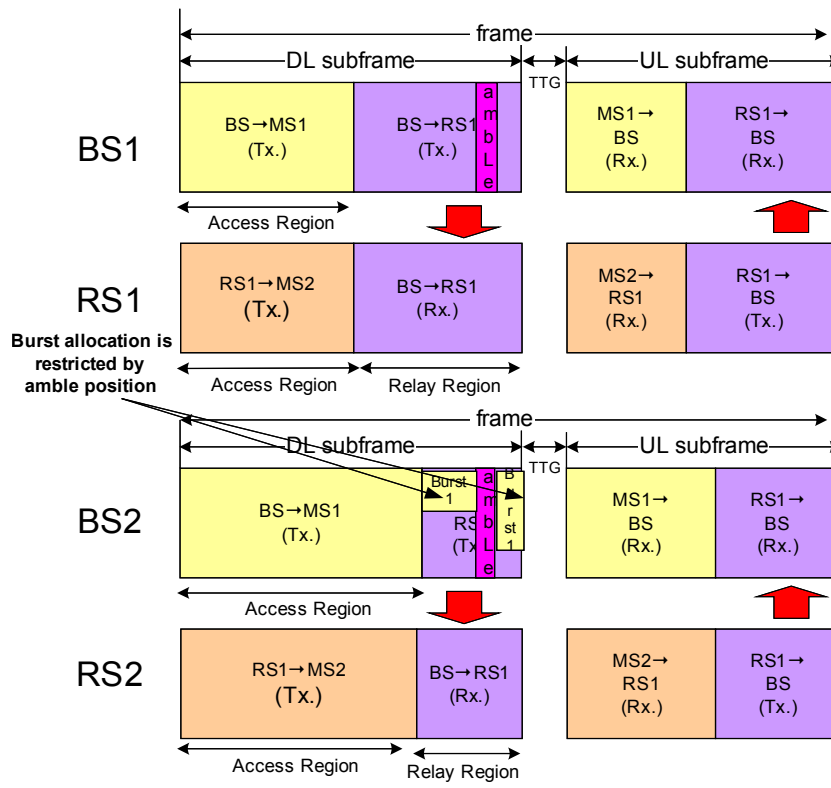 frame
DL subframe
TTG
UL subframe
BS1
BS→MS1
(Tx.)
BS→RS1
(Tx.)
a
m
b
L
e
MS1→
BS
(Rx.)
RS1→
BS
(Rx.)
Access Region
RS1
RS1→MS2
(Tx.)
BS→RS1
(Rx.)
MS2→
RS1
(Rx.)
RS1→
BS
(Tx.)
Burst allocation is
restricted by
amble position
Access Region
Relay Region
frame
DL subframe
TTG
UL subframe
BS2
BS→MS1
(Tx.)
Burst
1
RS
(Tx
a
m
b
L
e
B
u
r
st
1
MS1→
BS
(Rx.)
RS1→
BS
(Rx.)
Access Region
RS2
RS1→MS2
(Tx.)
BS→RS1
(Rx.)
MS2→
RS1
(Rx.)
RS1→
BS
(Tx.)
Access Region
Relay Region